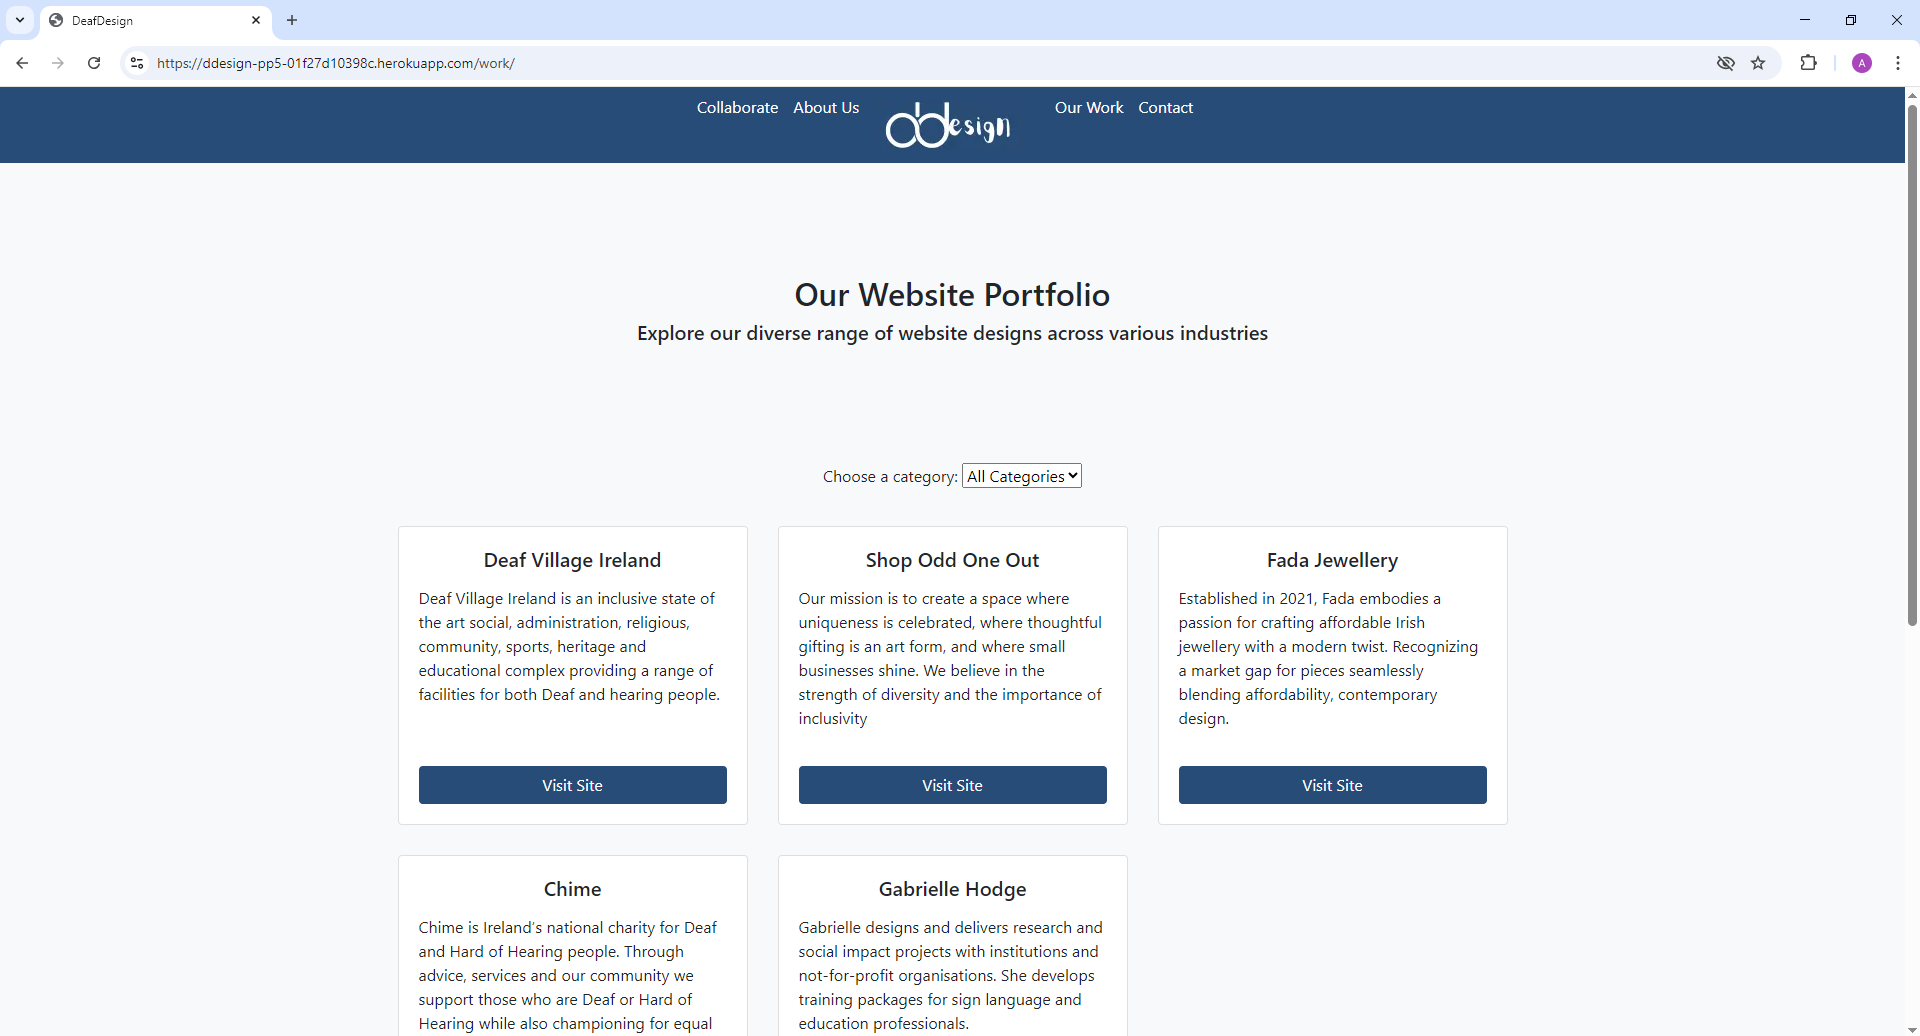 DeafDesign
https://ddesign-pp5-01f27d10398c.herokuapp.com/work/
A
Collaborate About Us ddesign Our Work Contact
Our Website Portfolio
Explore our diverse range of website designs across various industries
Choose a category: All Categories
Deaf Village Ireland
Deaf Village Ireland is an inclusive state of
the art social, administration, religious,
community, sports, heritage and
educational complex providing a range of
facilities for both Deaf and hearing people.
Visit Site
Shop Odd One Out
Our mission is to create a space where
uniqueness is celebrated, where thoughtful
gifting is an art form, and where small
businesses shine. We believe in the
strength of diversity and the importance of
inclusivity
Visit Site
Fada Jewellery
Established in 2021, Fada embodies a
passion for crafting affordable Irish
jewellery with a modern twist. Recognizing
a market gap for pieces seamlessly
blending affordability, contemporary
design.
Visit Site
Chime
Chime is Ireland's national charity for Deaf
and Hard of Hearing people. Through
advice, services and our community we
support those who are Deaf or Hard of
Hearing while also championing for equal
Gabrielle Hodge
Gabrielle designs and delivers research and
social impact projects with institutions and
not-for-profit organisations. She develops
training packages for sign language and
education professionals.